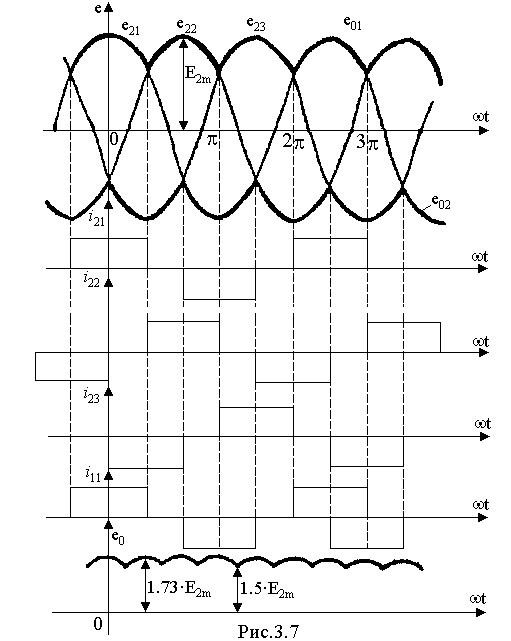 e
e21 e22 e23 e01
E2m
ωt
0 π 2π 3π
i21
e02
ωt
i22
ωt
i23
ωt
i11
ωt
e0
1.73·E2m 1.5·E2m
ωt
0
Рис.3.7